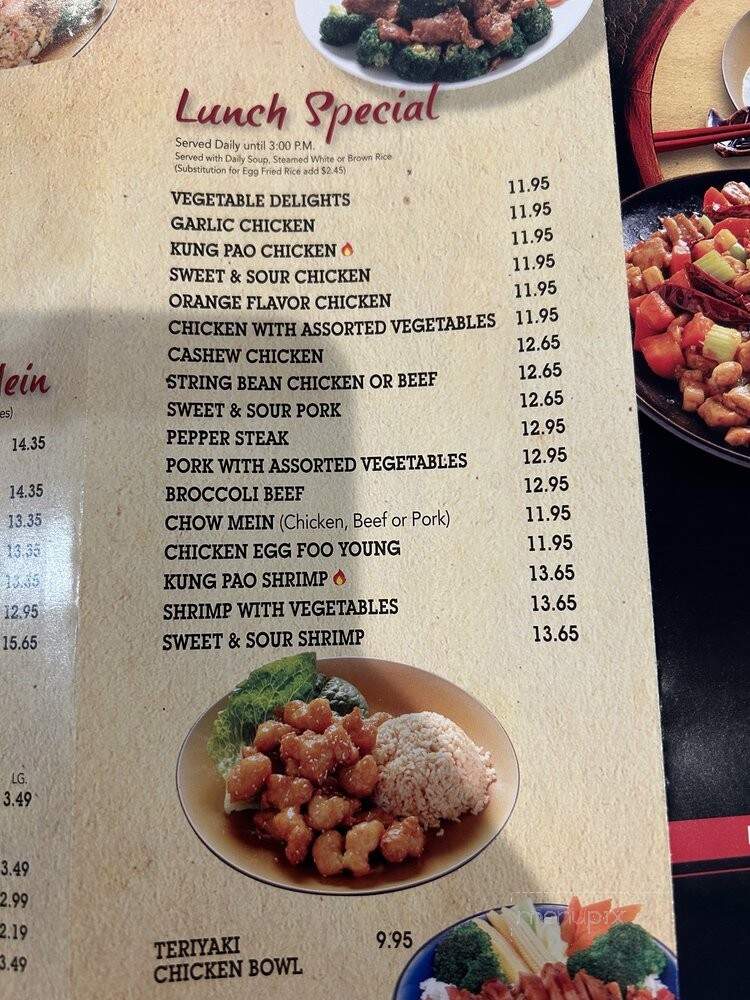 Lunch Special
Served Daily until 3:00 P.M.
Served with Daily Soup, Steamed White or Brown Rice
(Substitution for Egg Fried Rice add $2.45)
VEGETABLE DELIGHTS 11.95
GARLIC CHICKEN 11.95
KUNG PAO CHICKEN 11.95
SWEET & SOUR CHICKEN 11.95
ORANGE FLAVOR CHICKEN 11.95
CHICKEN WITH ASSORTED VEGETABLES 11.95
CASHEW CHICKEN 12.65
STRING BEAN CHICKEN OR BEEF 12.65
SWEET & SOUR PORK 12.65
PEPPER STEAK 12.95
PORK WITH ASSORTED VEGETABLES 12.95
BROCCOLI BEEF 12.95
CHOW MEIN (Chicken, Beef or Pork) 11.95
CHICKEN EGG FOO YOUNG 11.95
KUNG PAO SHRIMP 13.65
SHRIMP WITH VEGETABLES 13.65
SWEET & SOUR SHRIMP 13.65
TERIYAKI 9.95
CHICKEN BOWL
14.35
14.35
13.35
13.35
13.35
12.95
15.65
LG.
3.49
3.49
2.99
2.19
3.49
menupix